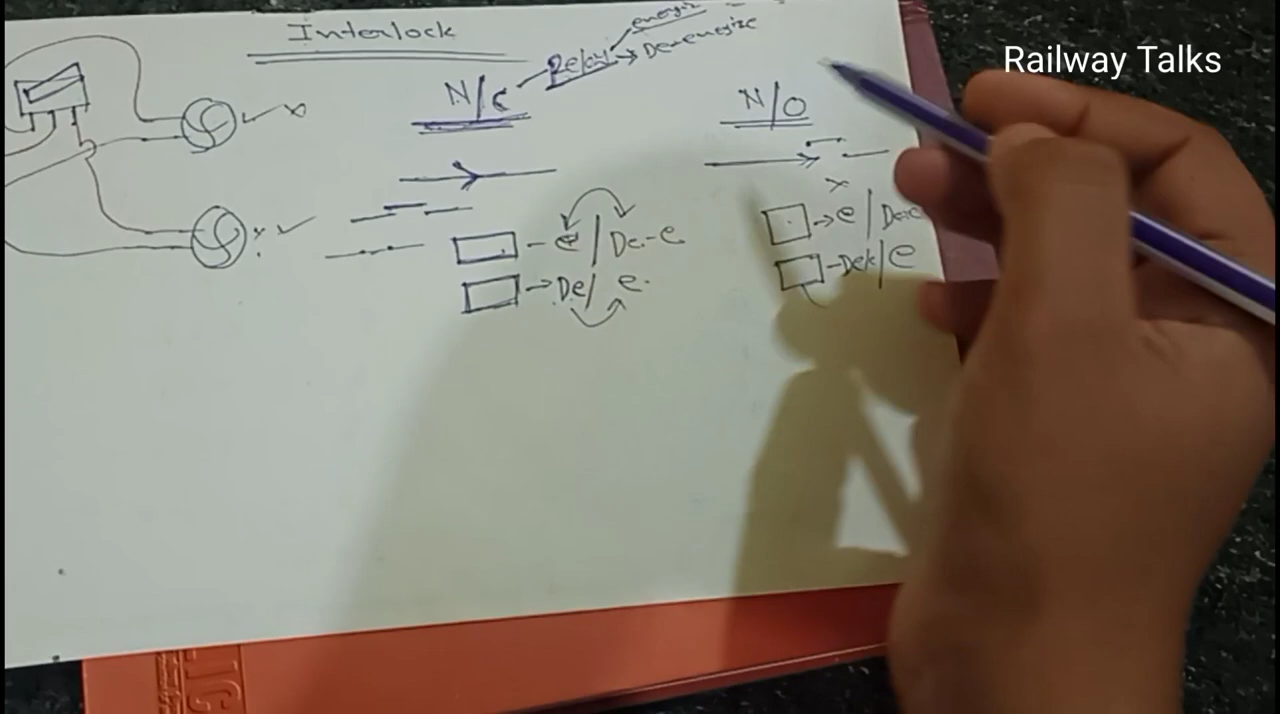 Railway Talks
Interlock
Relay → energize
→ De-energize
N/C
N/O
- e / De-e
→ De / e.
→ e / De-e
- De / e